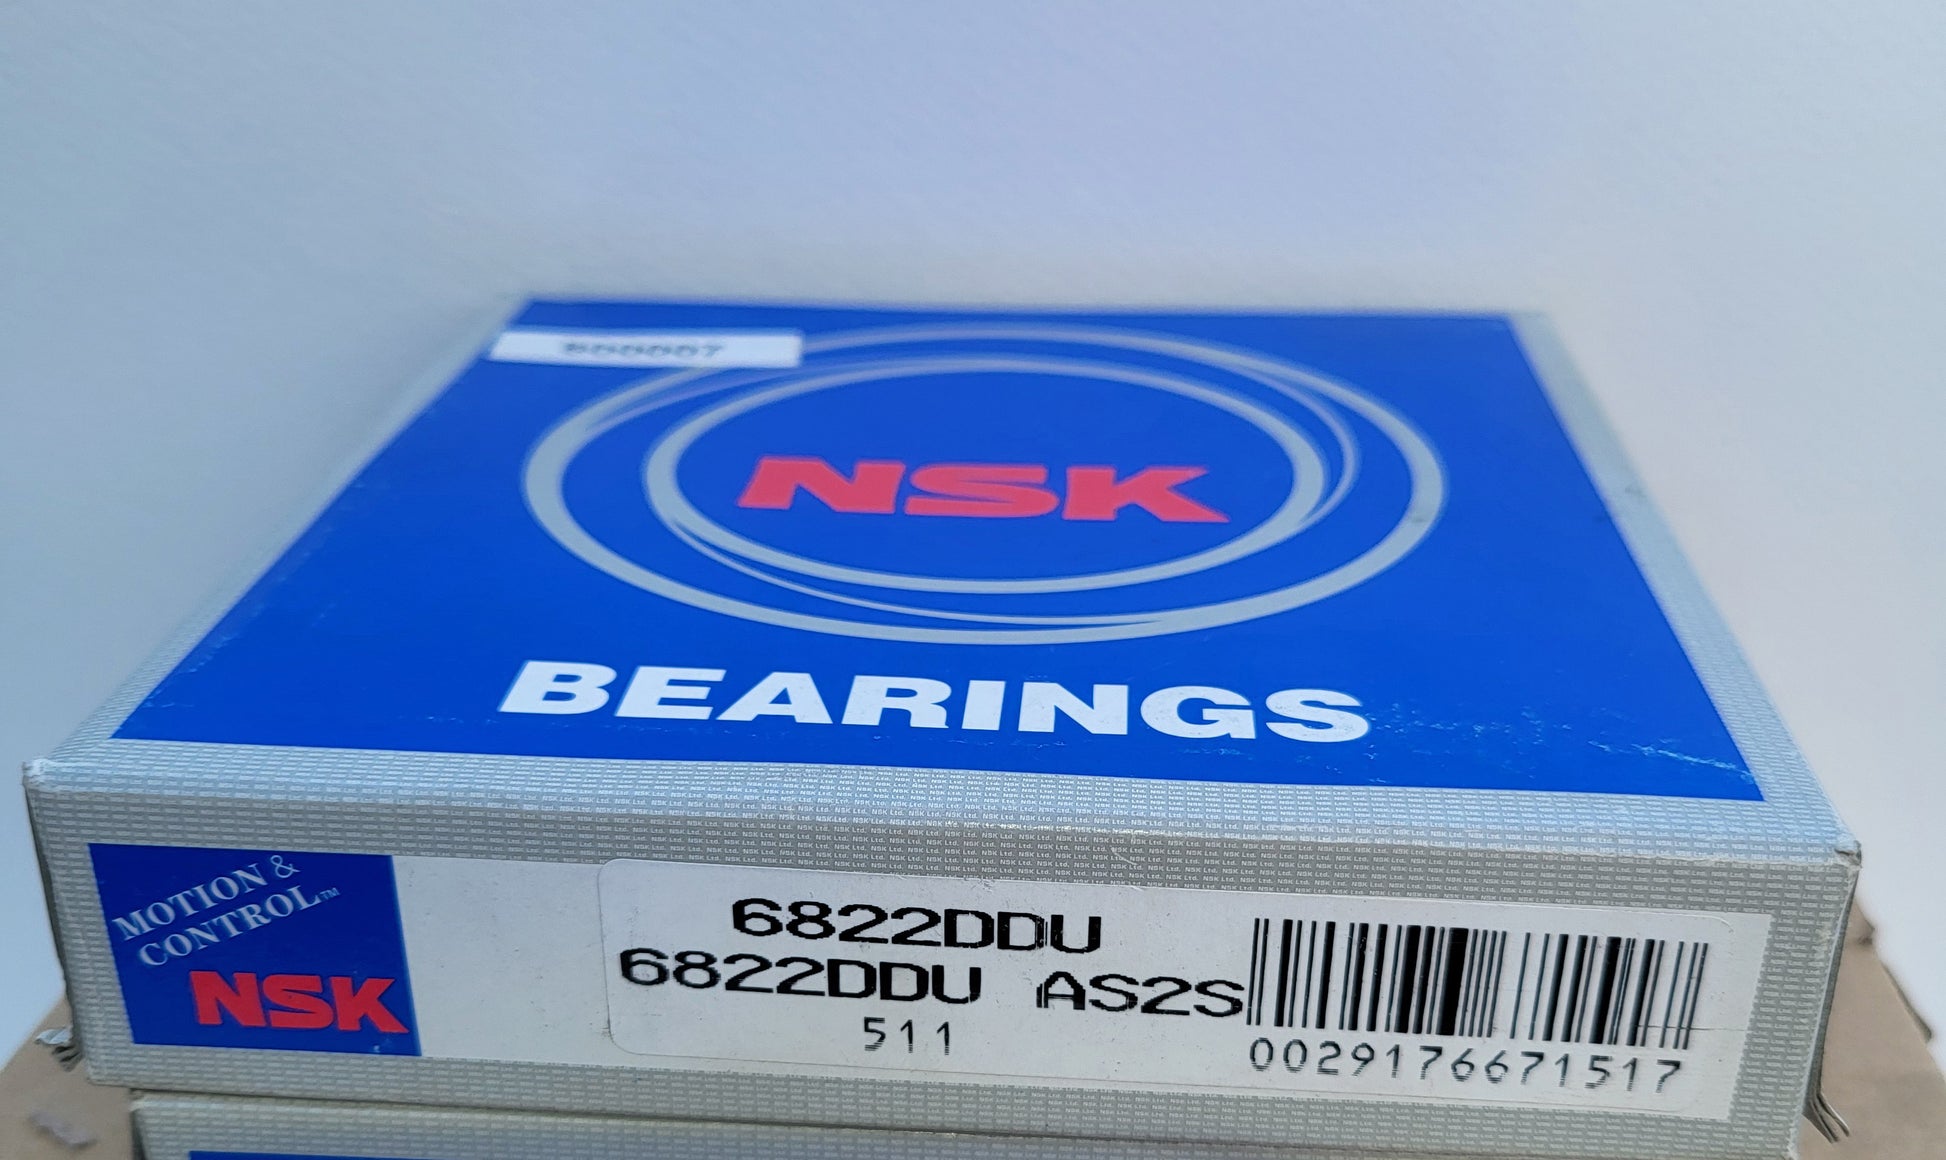 NSK
BEARINGS
MOTION &
CONTROL™
NSK
6822DDU
6822DDU AS2S
511
0029176671517